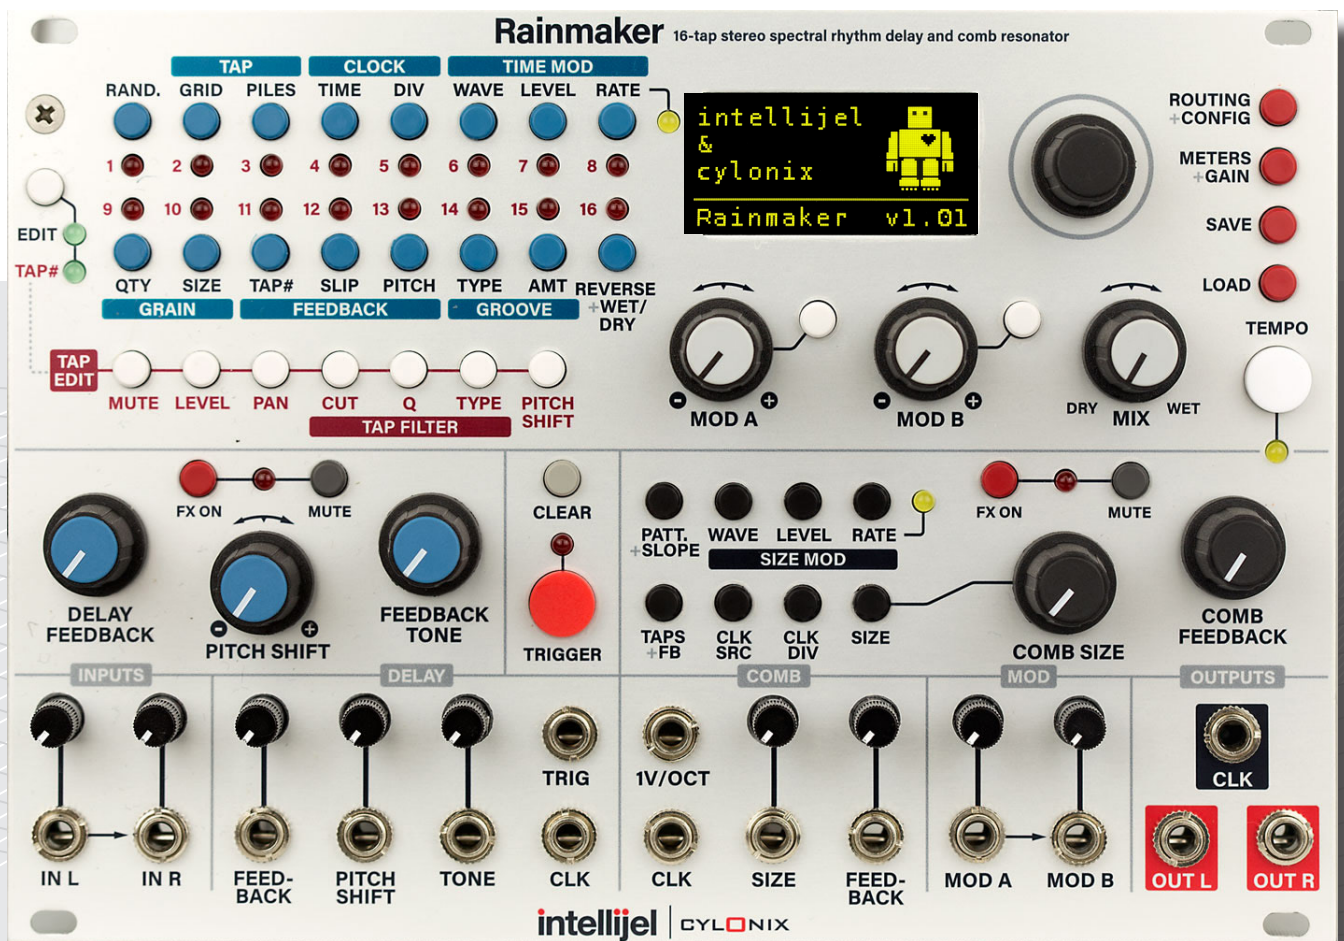 Rainmaker 16-tap stereo spectral rhythm delay and comb resonator
TAP CLOCK TIME MOD
RAND. GRID PILES TIME DIV WAVE LEVEL RATE
1 2 3 4 5 6 7 8
9 10 11 12 13 14 15 16
EDIT
TAP#
QTY SIZE TAP# SLIP PITCH TYPE AMT REVERSE
+WET/
DRY
GRAIN FEEDBACK GROOVE
TAP
EDIT
MUTE LEVEL PAN CUT Q TYPE PITCH
SHIFT
TAP FILTER
intellijel
&
cylonix
Rainmaker v1.01
ROUTING
+CONFIG
METERS
+GAIN
SAVE
LOAD
TEMPO
- +
MOD A
- +
MOD B
DRY MIX WET
FX ON MUTE
DELAY
FEEDBACK
- +
PITCH SHIFT
FEEDBACK
TONE
CLEAR
TRIGGER
PATT.
+SLOPE
WAVE LEVEL RATE
SIZE MOD
TAPS
+FB
CLK
SRC
CLK
DIV
SIZE
FX ON MUTE
COMB SIZE
COMB
FEEDBACK
INPUTS DELAY COMB MOD OUTPUTS
TRIG 1V/OCT CLK
IN L IN R
FEED-
BACK
PITCH
SHIFT
TONE CLK CLK SIZE
FEED-
BACK
MOD A MOD B OUT L OUT R
intellijel | CYLONIX